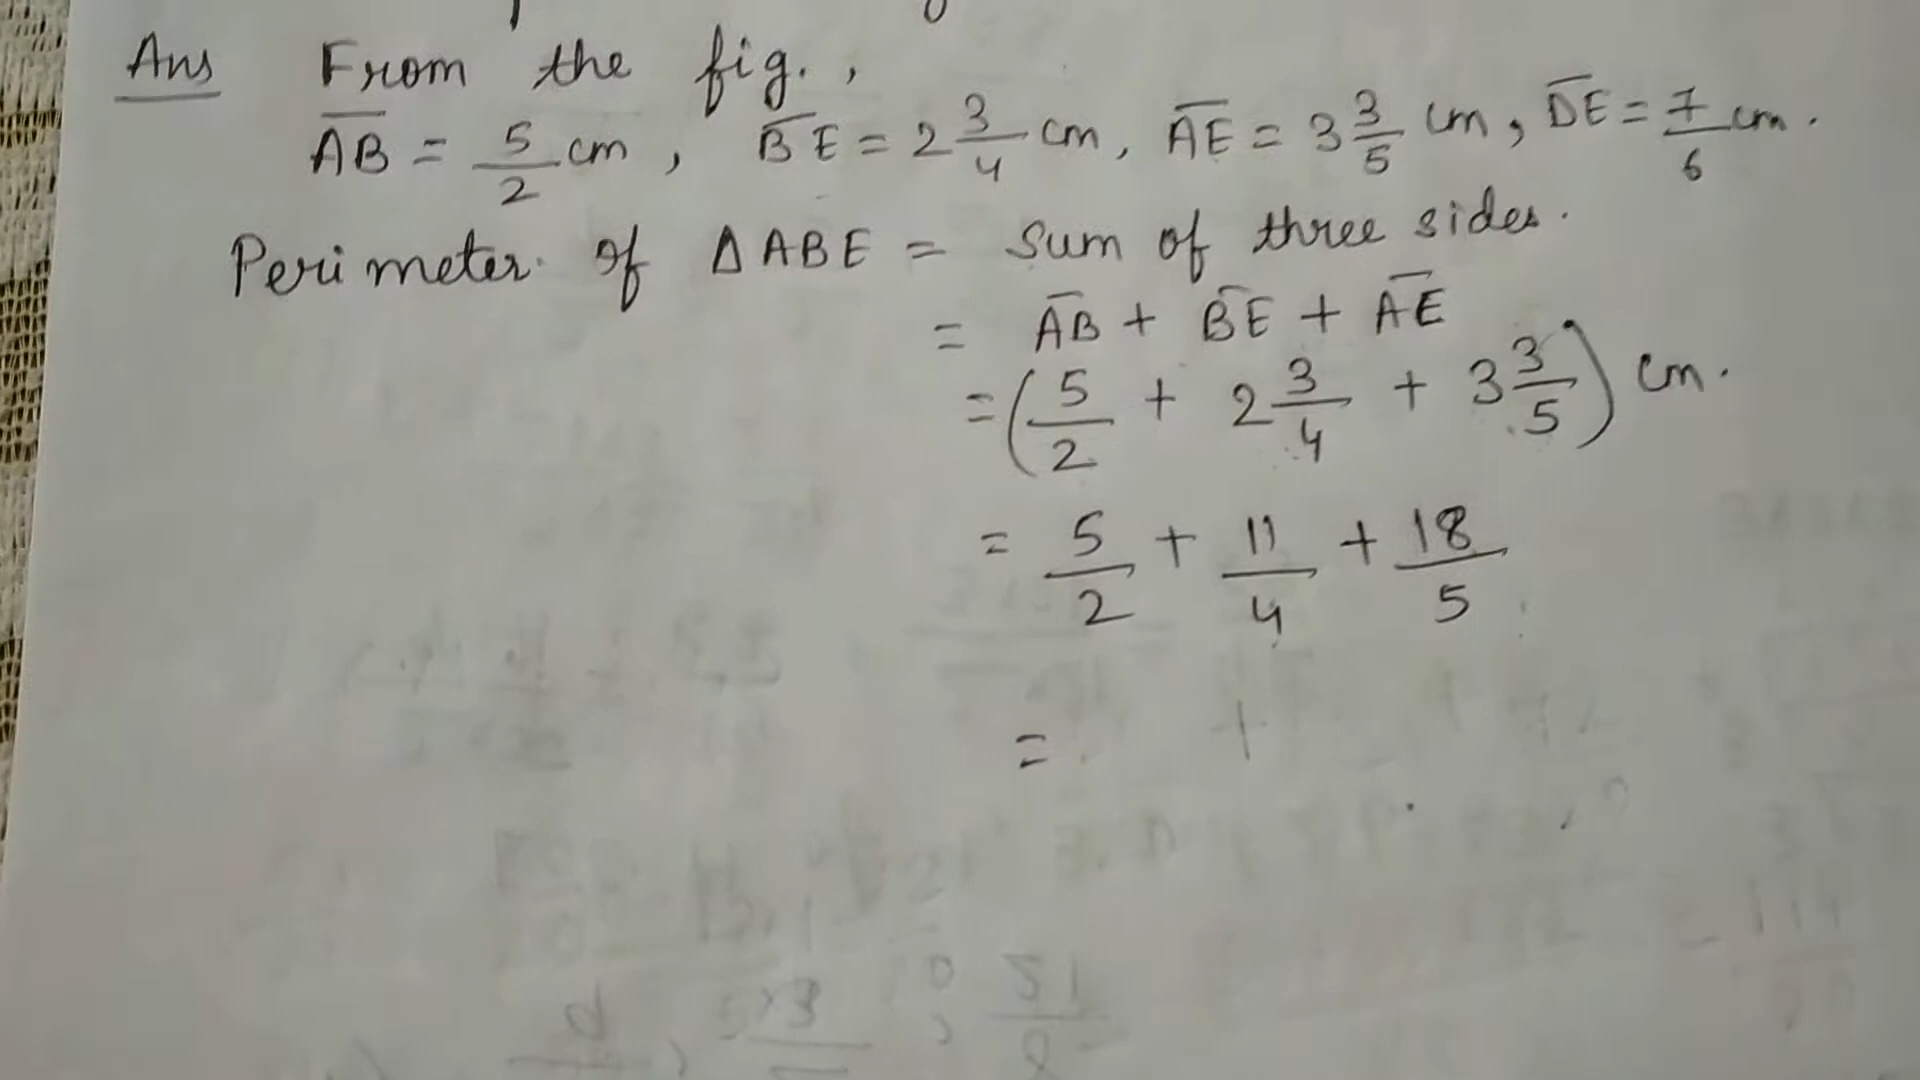 Ans From the fig.,
AB = 5/2 cm, BE = 2 3/4 cm, AE = 3 3/5 cm, DE = 7/6 cm.
Perimeter of △ABE = Sum of three sides.
= AB + BE + AE
= (5/2 + 2 3/4 + 3 3/5) cm.
= 5/2 + 11/4 + 18/5
=